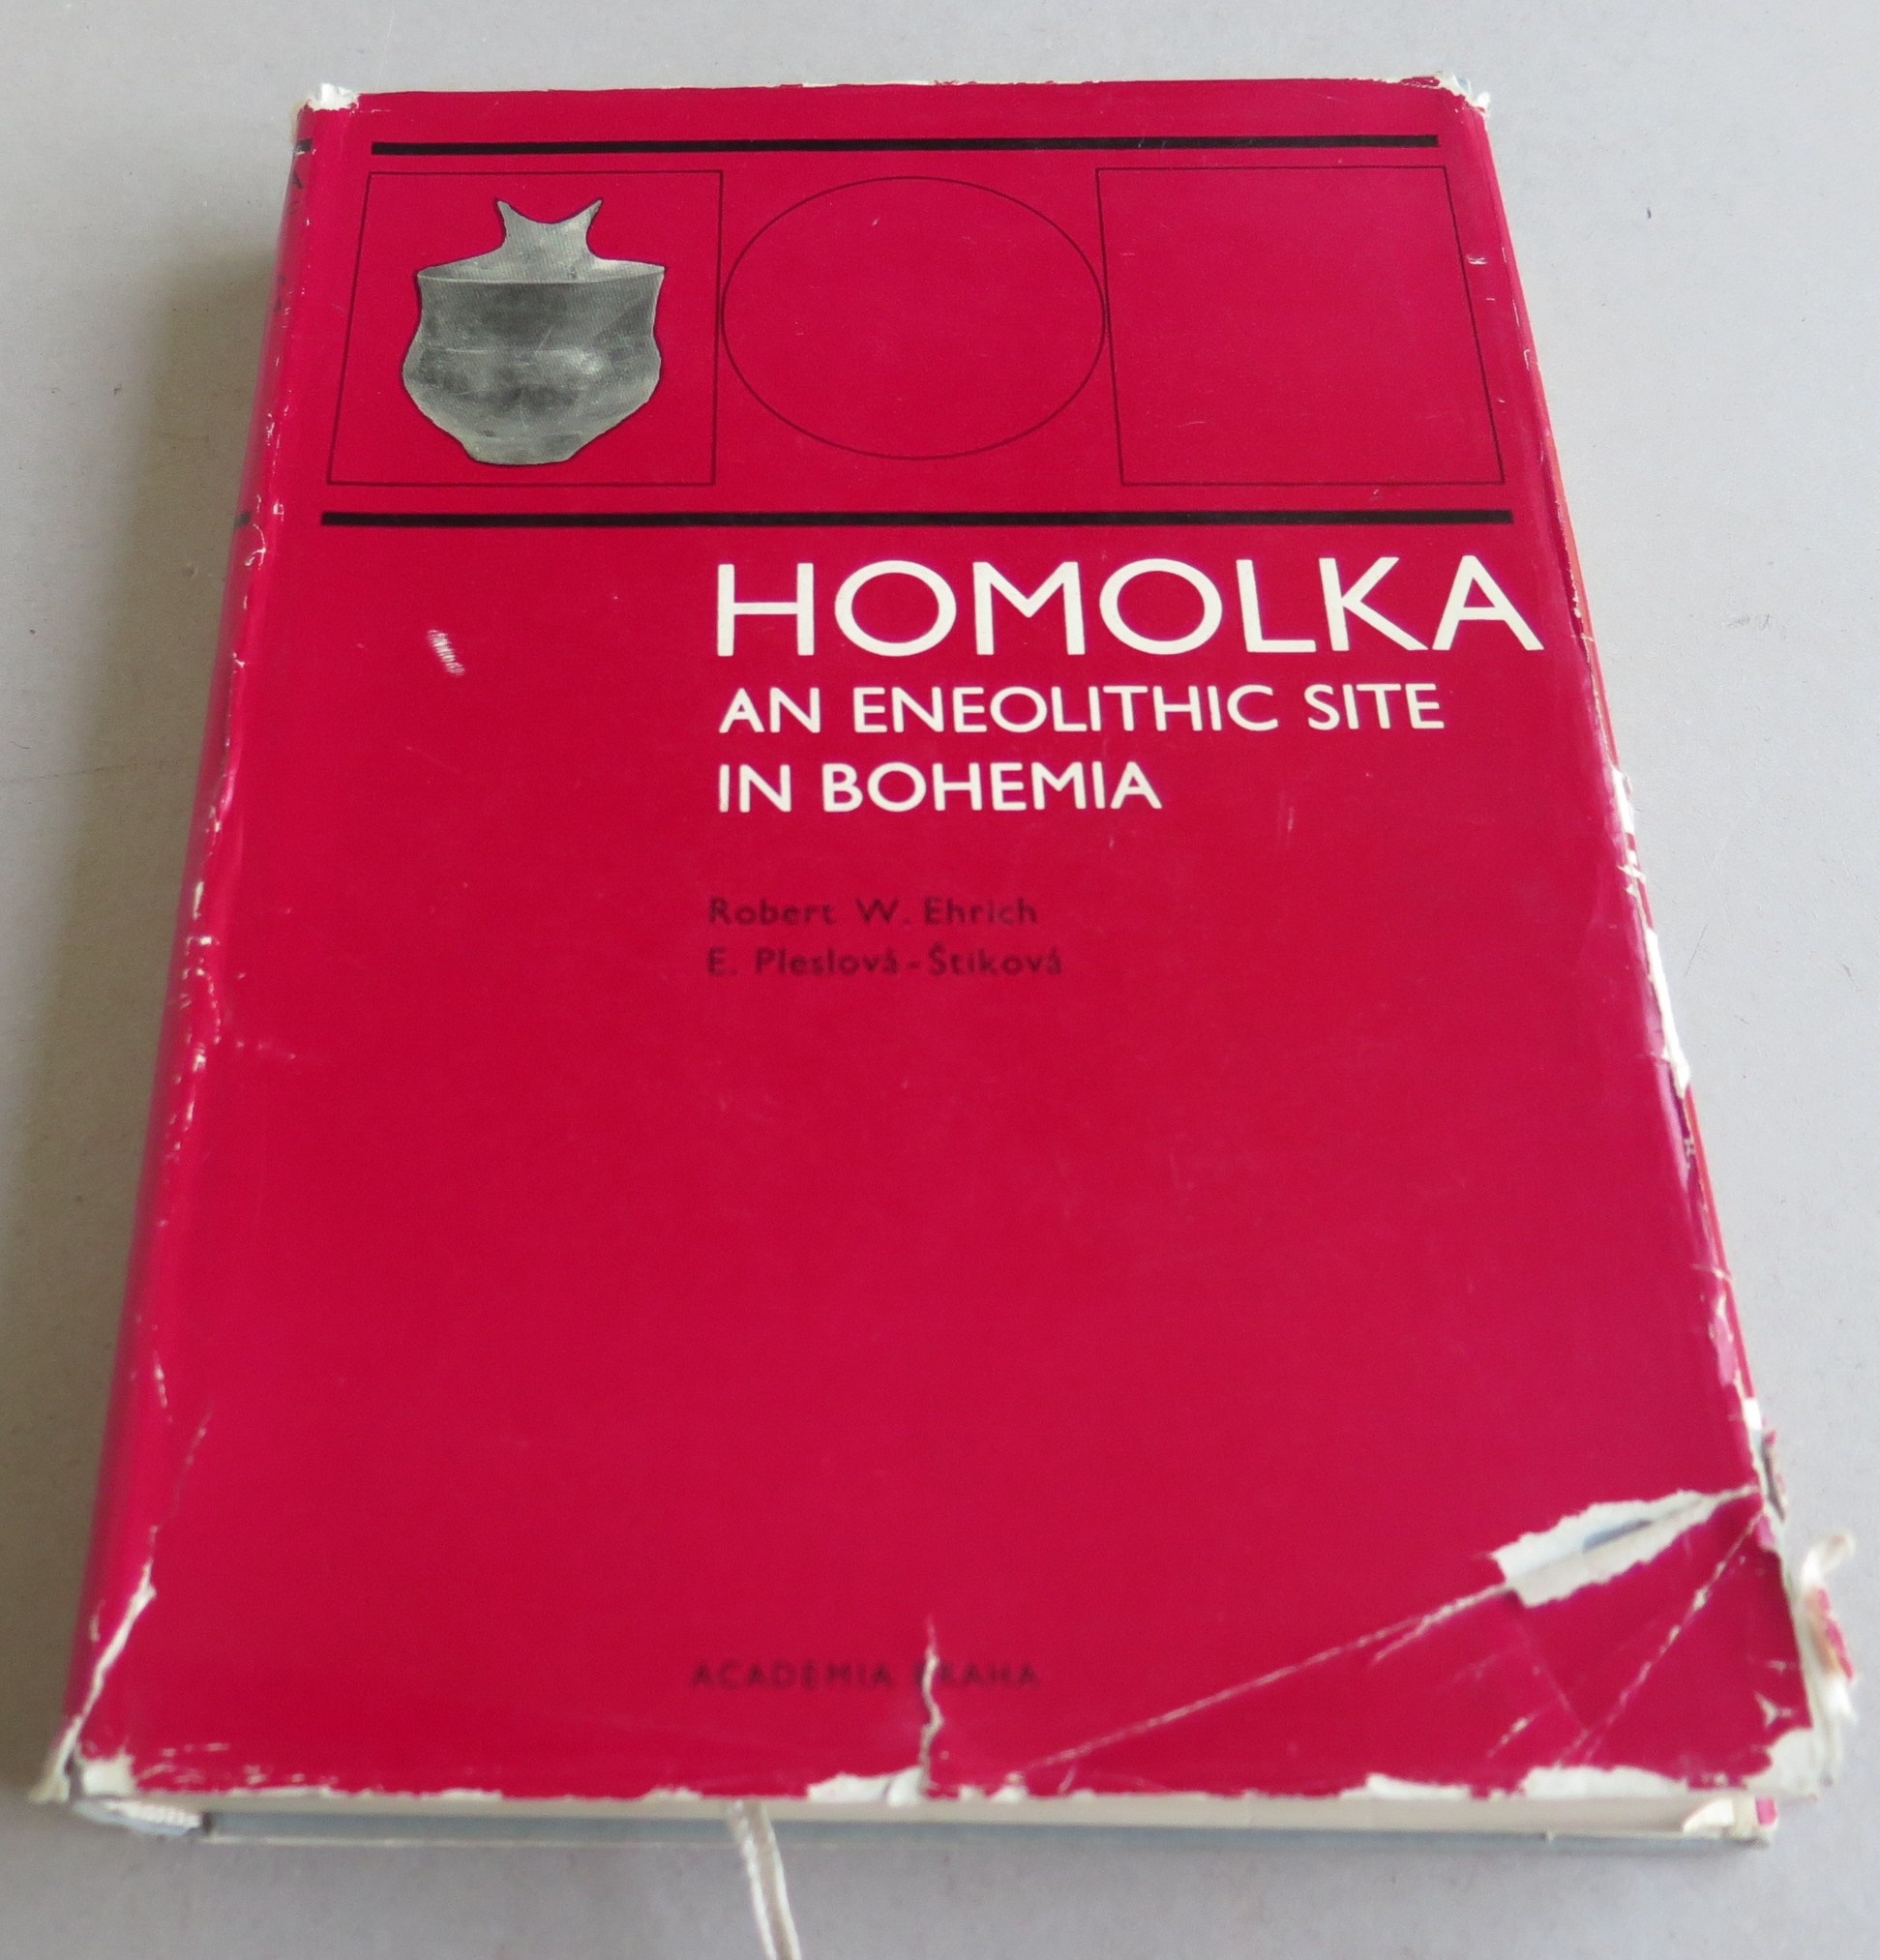 HOMOLKA
AN ENEOLITHIC SITE
IN BOHEMIA
Robert W. Ehrich
E. Pleslová-Štiková
ACADEMIA PRAHA